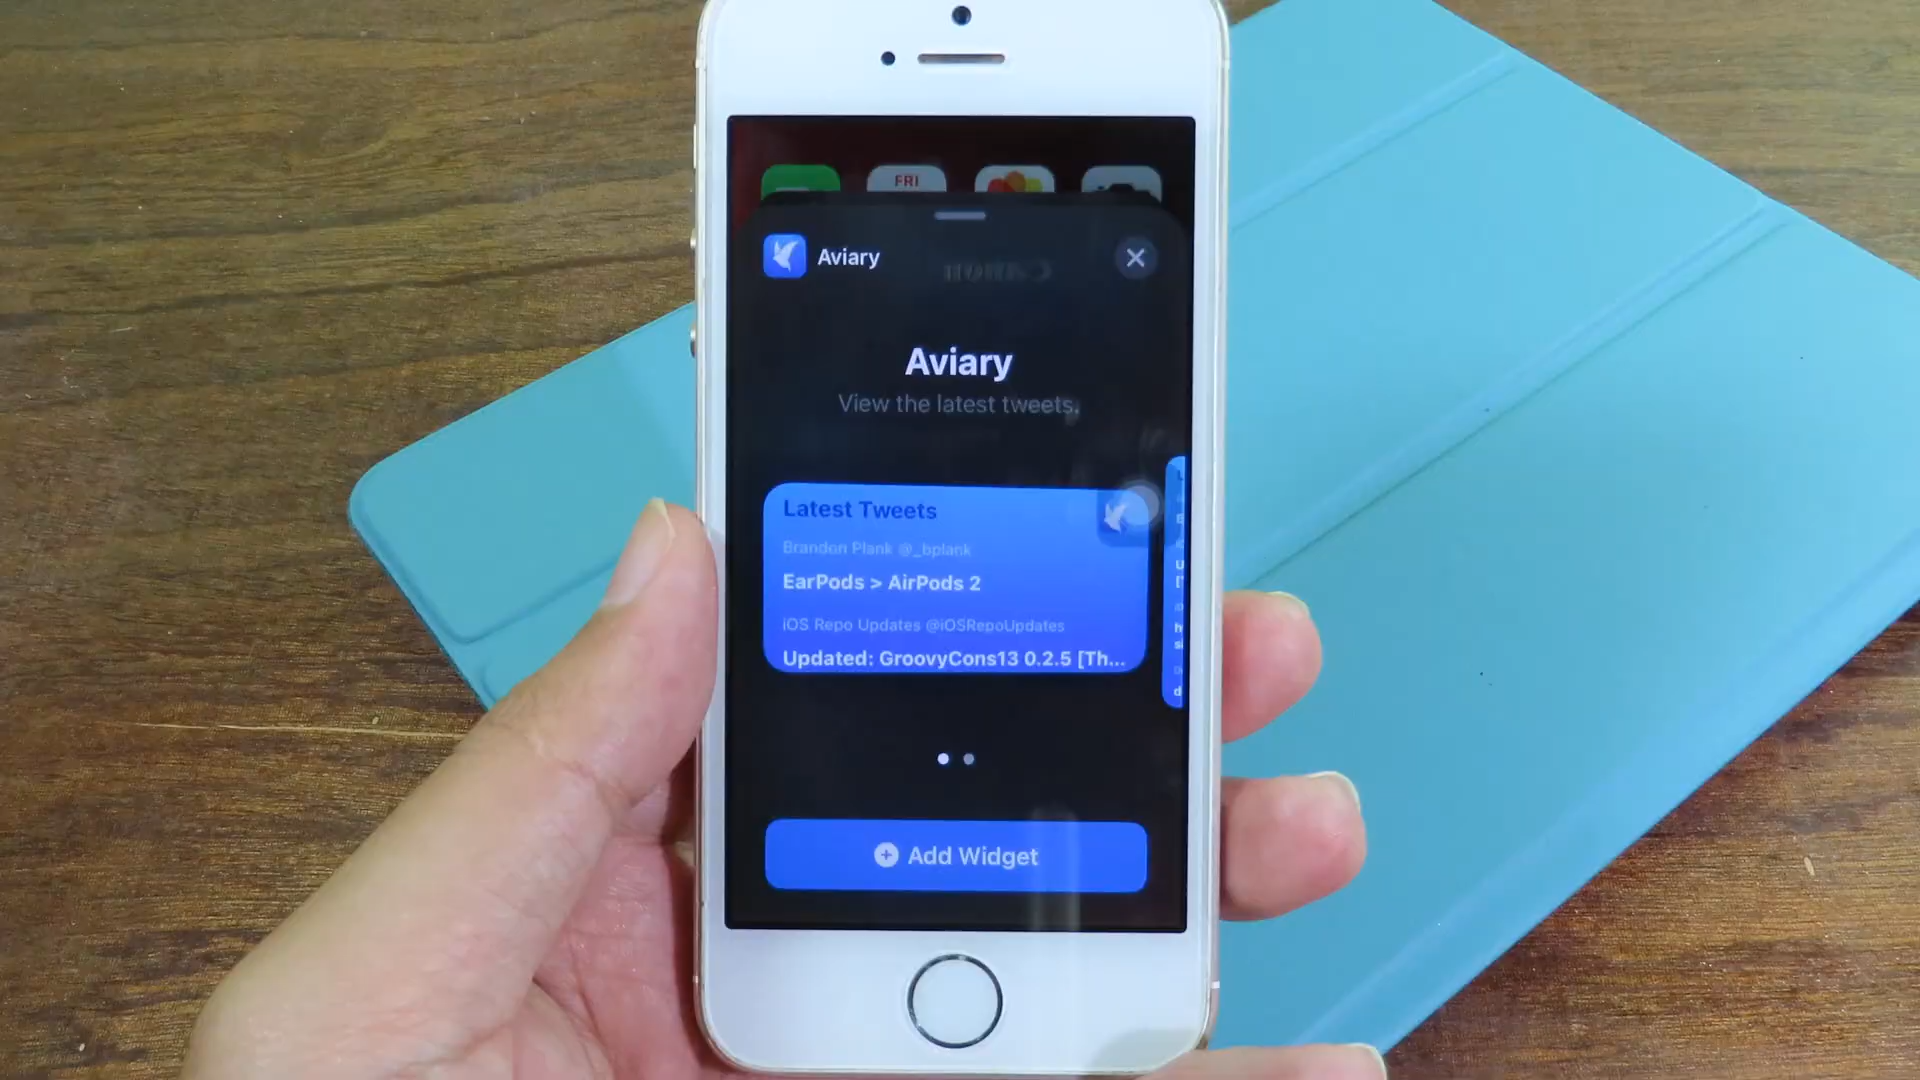 FRI
Aviary
Aviary
View the latest tweets.
Latest Tweets
Brandon Plank @_bplank
EarPods > AirPods 2
iOS Repo Updates @iOSRepoUpdates
Updated: GroovyCons13 0.2.5 [Th...
Add Widget